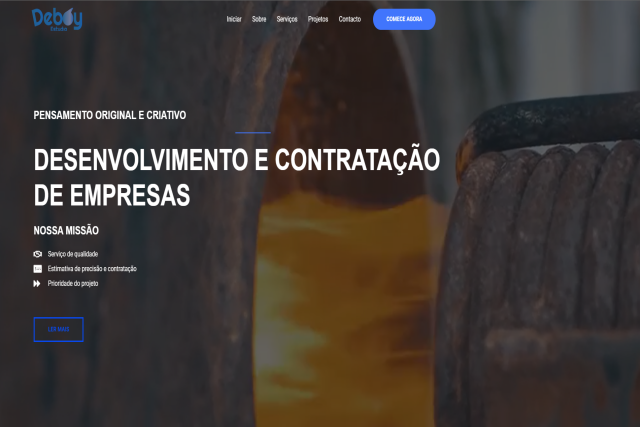 Deboy
Iniciar Sobre Serviços Projetos Contacto COMECE AGORA
PENSAMENTO ORIGINAL E CRIATIVO
DESENVOLVIMENTO E CONTRATAÇÃO
DE EMPRESAS
NOSSA MISSÃO
Serviço de qualidade
Estimativa de precisão e contratação
Prioridade do projeto
LER MAIS